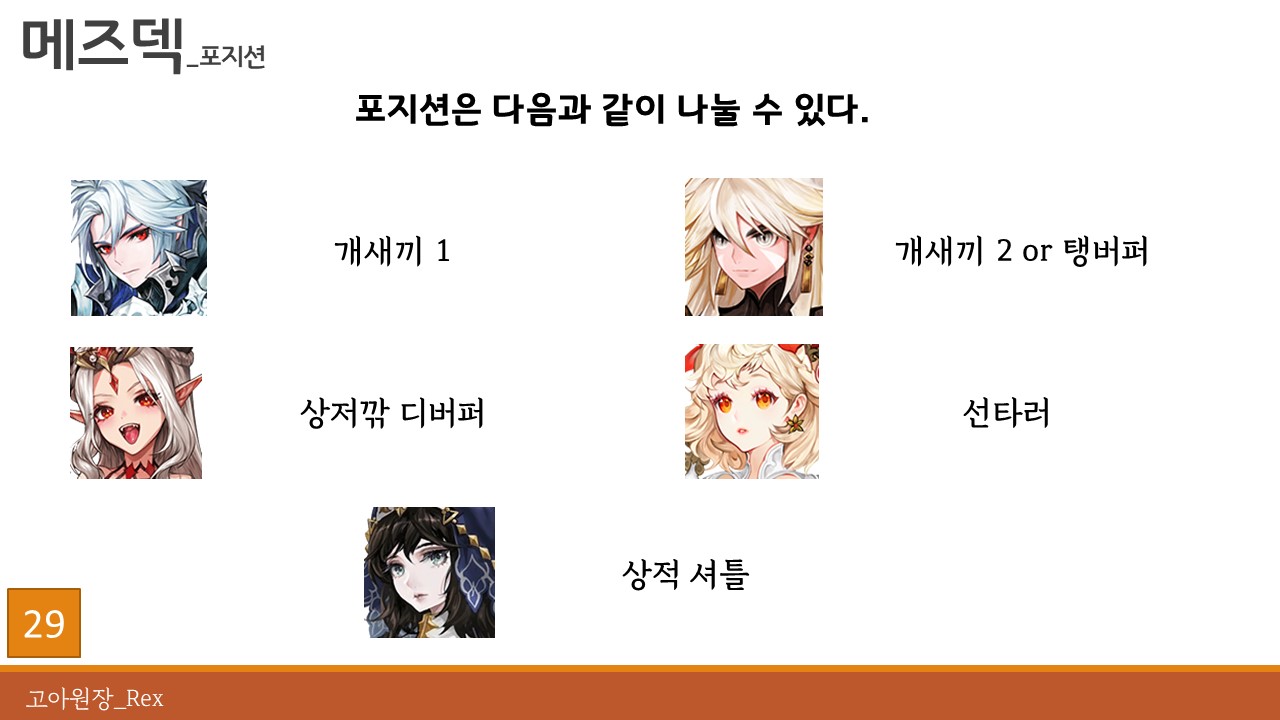 메즈덱_포지션
포지션은 다음과 같이 나눌 수 있다.
개새끼 1
개새끼 2 or 탱버퍼
상저깎 디버퍼
선타러
상적 셔틀
29
고아원장_Rex